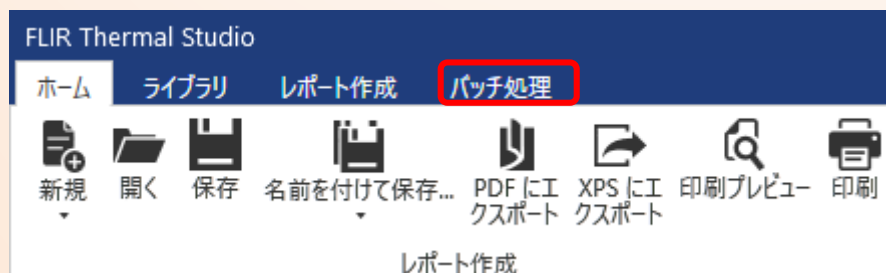 FLIR Thermal Studio
ホーム ライブラリ レポート作成 バッチ処理
新規 開く 保存 名前を付けて保存... PDF にエ XPS にエ 印刷プレビュー 印刷
クスポート クスポート
レポート作成